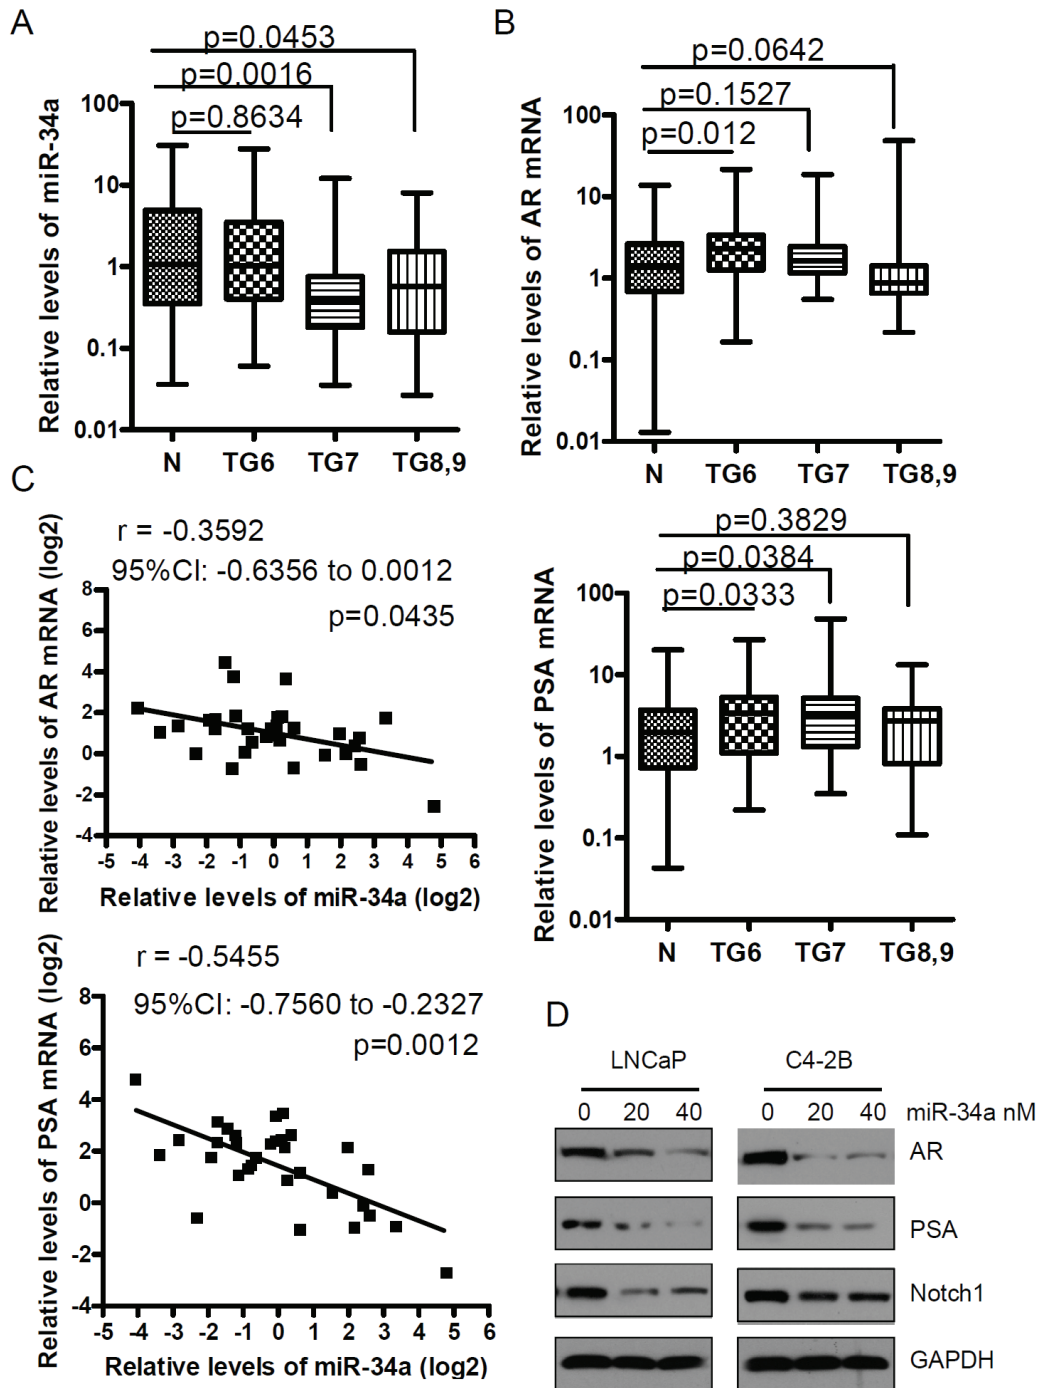 A
p=0.0453
p=0.0016
p=0.8634
Relative levels of miR-34a
100
10
1
0.1
0.01
N TG6 TG7 TG8,9
B
p=0.0642
p=0.1527
p=0.012
Relative levels of AR mRNA
100
10
1
0.1
0.01
N TG6 TG7 TG8,9
p=0.3829
p=0.0384
p=0.0333
Relative levels of PSA mRNA
100
10
1
0.1
0.01
N TG6 TG7 TG8,9
C
r = -0.3592
95%CI: -0.6356 to 0.0012
p=0.0435
Relative levels of AR mRNA (log2)
8
6
4
2
0
-2
-4
-5 -4 -3 -2 -1 0 1 2 3 4 5 6
Relative levels of miR-34a (log2)
r = -0.5455
95%CI: -0.7560 to -0.2327
p=0.0012
Relative levels of PSA mRNA (log2)
8
6
4
2
0
-2
-4
-5 -4 -3 -2 -1 0 1 2 3 4 5 6
Relative levels of miR-34a (log2)
D
LNCaP C4-2B
0 20 40 0 20 40 miR-34a nM
AR
PSA
Notch1
GAPDH